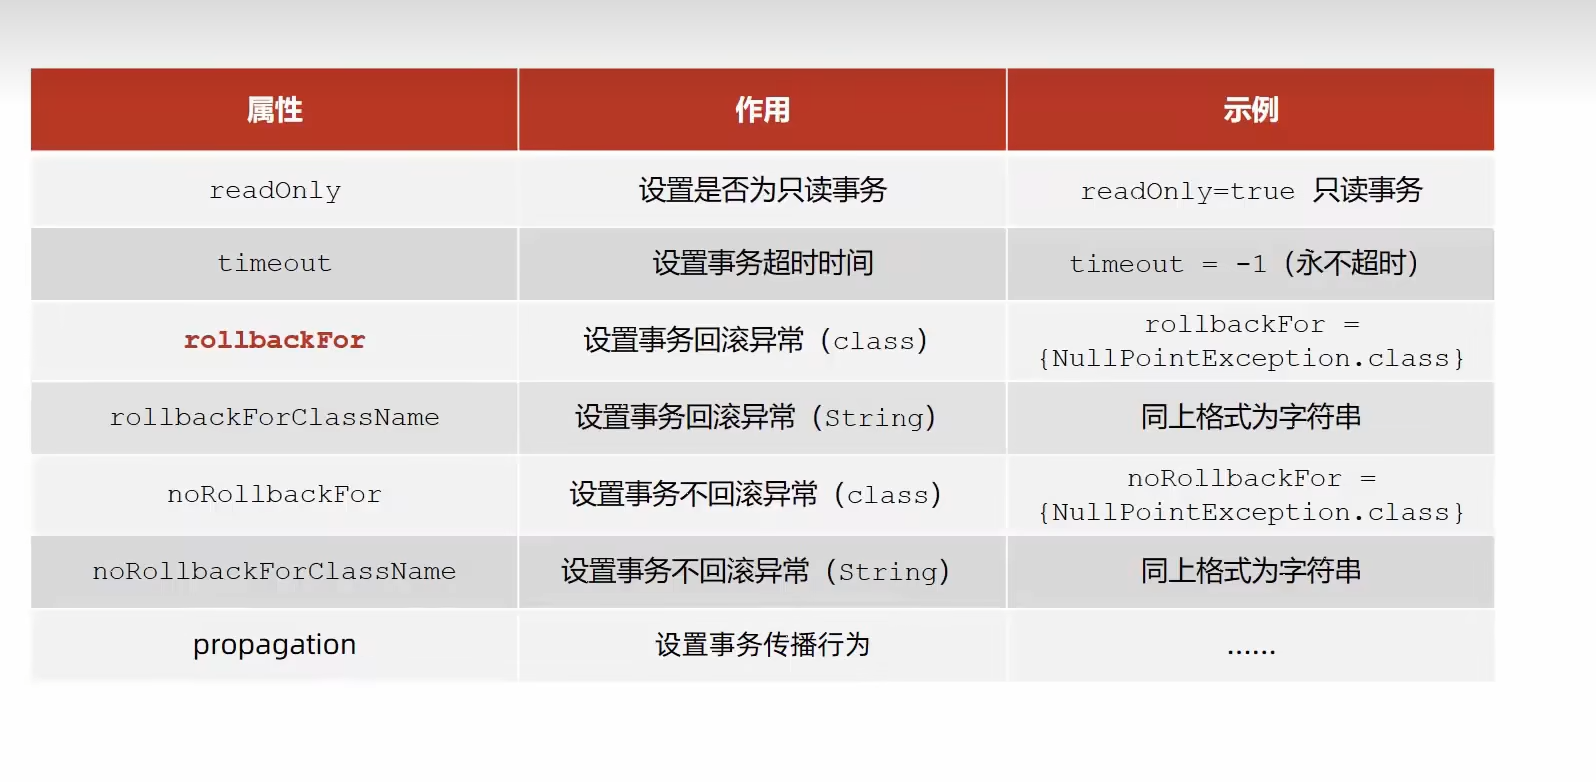 属性 作用 示例
readOnly 设置是否为只读事务 readOnly=true 只读事务
timeout 设置事务超时时间 timeout = -1（永不超时）
rollbackFor 设置事务回滚异常（class） rollbackFor =
{NullPointException.class}
rollbackForClassName 设置事务回滚异常（String） 同上格式为字符串
noRollbackFor 设置事务不回滚异常（class） noRollbackFor =
{NullPointException.class}
noRollbackForClassName 设置事务不回滚异常（String） 同上格式为字符串
propagation 设置事务传播行为 ......